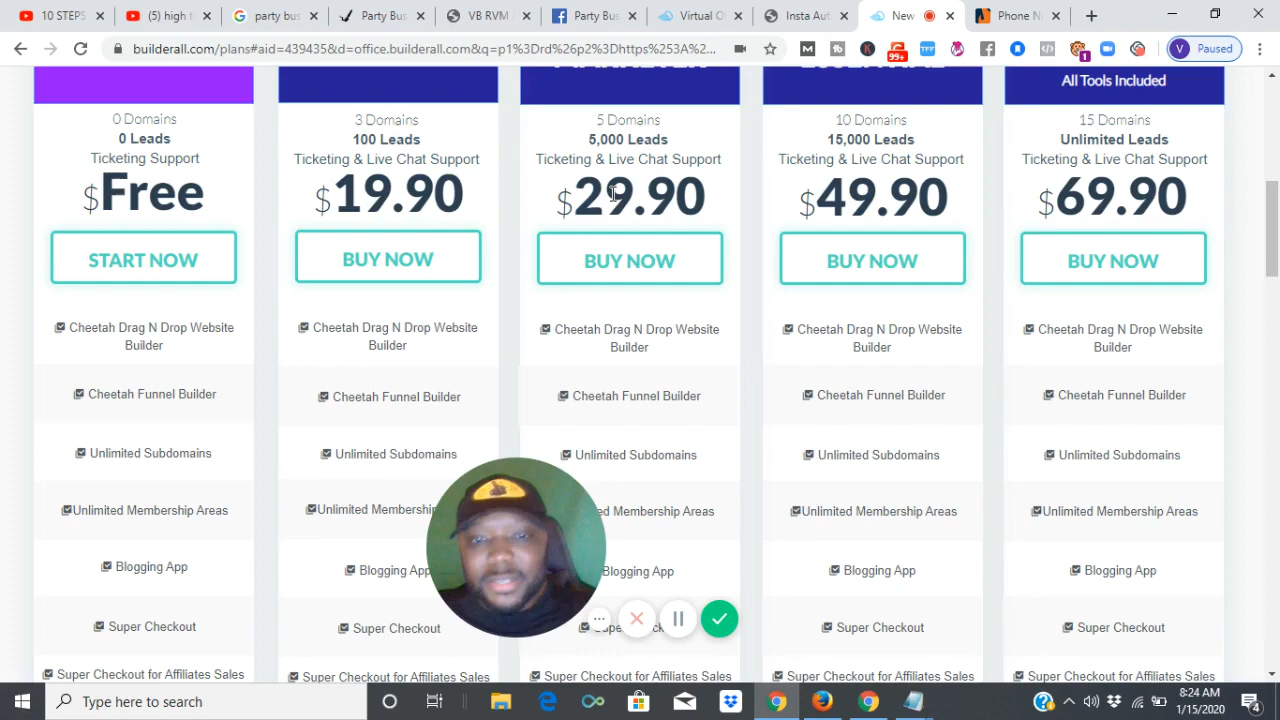 10 STEPS
(5) high t
party bus
Party Bus
VB RVM
Party Bus
Virtual O
Insta Aut
New
Phone Nu
builderall.com/plans#aid=439435&d=office.builderall.com&q=p1%3Drd%26p2%3Dhttps%253A%2...
99+
TFF
1
V Paused
All Tools Included
0 Domains
0 Leads
Ticketing Support
$Free
START NOW
Cheetah Drag N Drop Website
Builder
Cheetah Funnel Builder
Unlimited Subdomains
Unlimited Membership Areas
Blogging App
Super Checkout
Super Checkout for Affiliates Sales
3 Domains
100 Leads
Ticketing & Live Chat Support
$19.90
BUY NOW
Cheetah Drag N Drop Website
Builder
Cheetah Funnel Builder
Unlimited Subdomains
Unlimited Membership
Blogging App
Super Checkout
Super Checkout for Affiliates Sales
5 Domains
5,000 Leads
Ticketing & Live Chat Support
$29.90
BUY NOW
Cheetah Drag N Drop Website
Builder
Cheetah Funnel Builder
Unlimited Subdomains
Membership Areas
Blogging App
Super Checkout for Affiliates Sales
10 Domains
15,000 Leads
Ticketing & Live Chat Support
$49.90
BUY NOW
Cheetah Drag N Drop Website
Builder
Cheetah Funnel Builder
Unlimited Subdomains
Unlimited Membership Areas
Blogging App
Super Checkout
Super Checkout for Affiliates Sales
15 Domains
Unlimited Leads
Ticketing & Live Chat Support
$69.90
BUY NOW
Cheetah Drag N Drop Website
Builder
Cheetah Funnel Builder
Unlimited Subdomains
Unlimited Membership Areas
Blogging App
Super Checkout
Super Checkout for Affiliates Sales
Type here to search
8:24 AM
1/15/2020
4